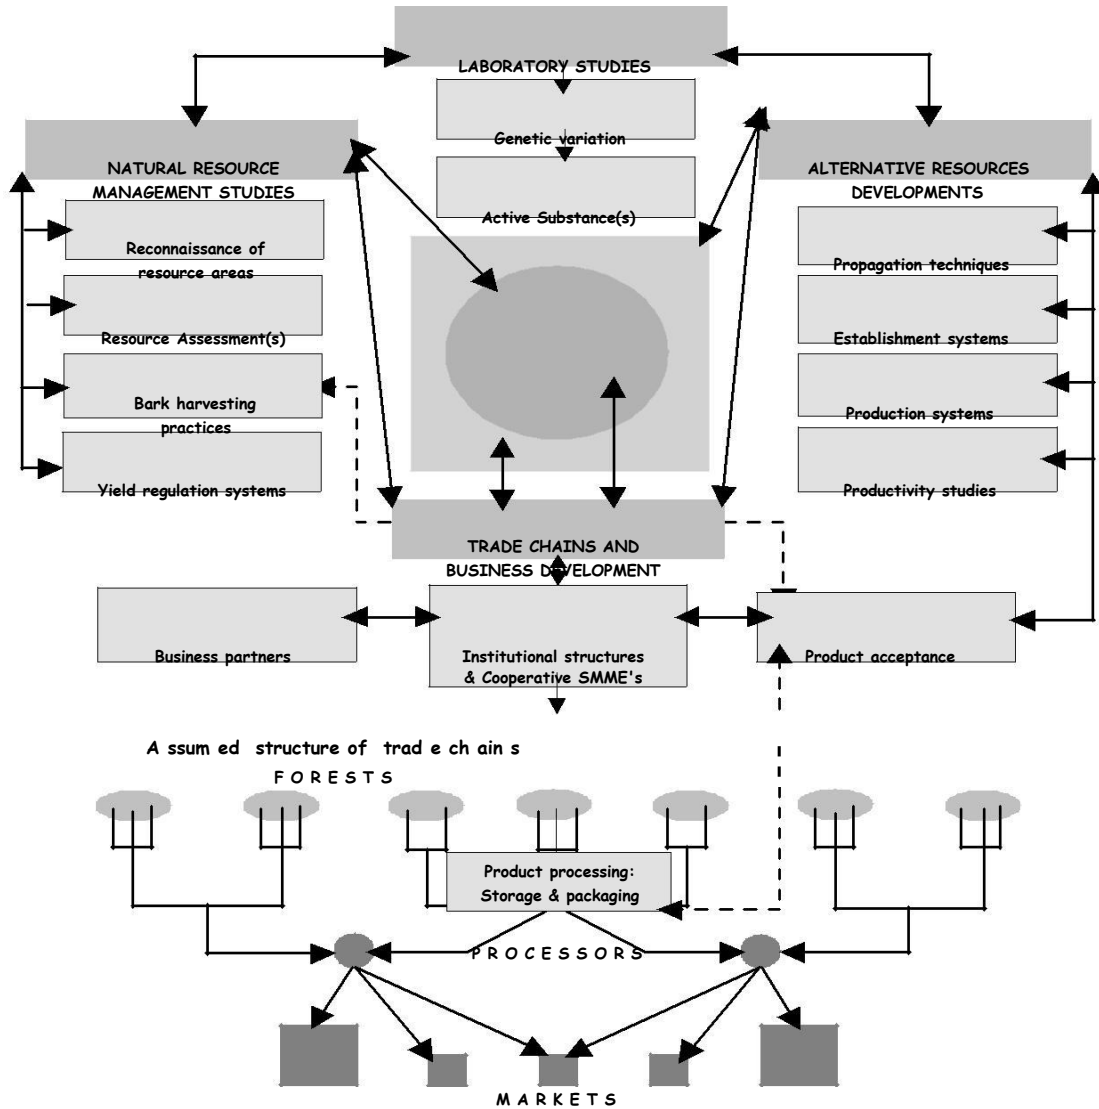 LABORATORY STUDIES
Genetic variation
Active Substance(s)
NATURAL RESOURCE
MANAGEMENT STUDIES
Reconnaissance of
resource areas
Resource Assessment(s)
Bark harvesting
practices
Yield regulation systems
ALTERNATIVE RESOURCES
DEVELOPMENTS
Propagation techniques
Establishment systems
Production systems
Productivity studies
TRADE CHAINS AND
BUSINESS DEVELOPMENT
Business partners
Institutional structures
& Cooperative SMME's
Product acceptance
A ssum ed structure of trad e ch ain s
F O R E S T S
Product processing:
Storage & packaging
P R O C E S S O R S
M A R K E T S